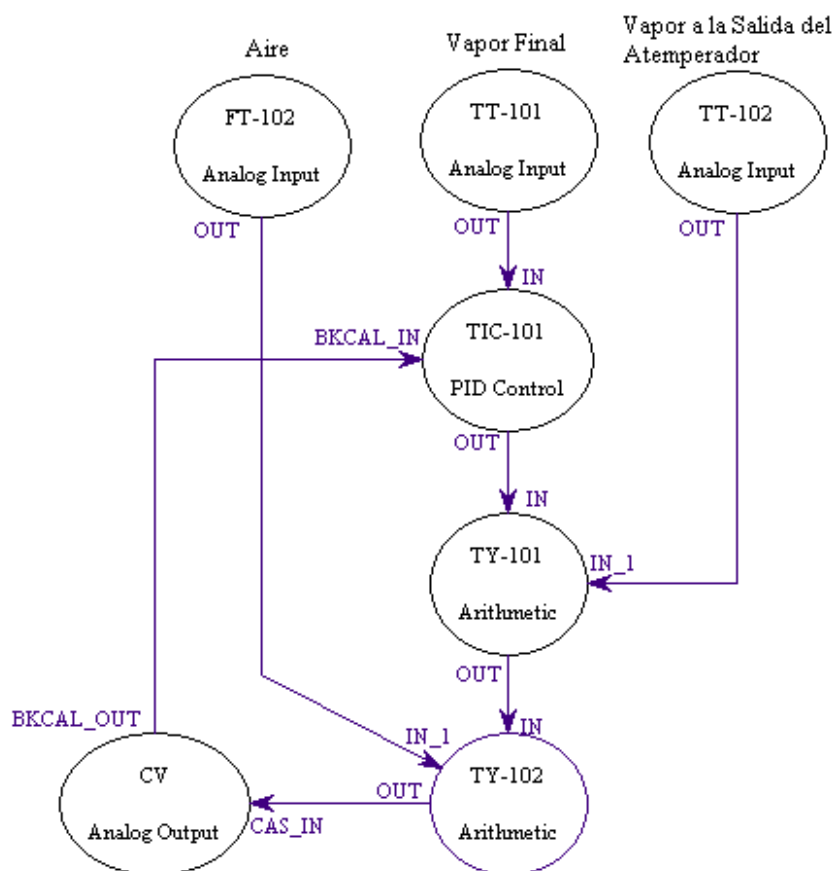 Aire
Vapor Final
Vapor a la Salida del
Atemperador
FT-102
Analog Input
OUT
TT-101
Analog Input
OUT
TT-102
Analog Input
OUT
IN
BKCAL_IN
TIC-101
PID Control
OUT
IN
TY-101
Arithmetic
IN_1
OUT
IN
IN_1
TY-102
Arithmetic
OUT
CAS_IN
BKCAL_OUT
CV
Analog Output